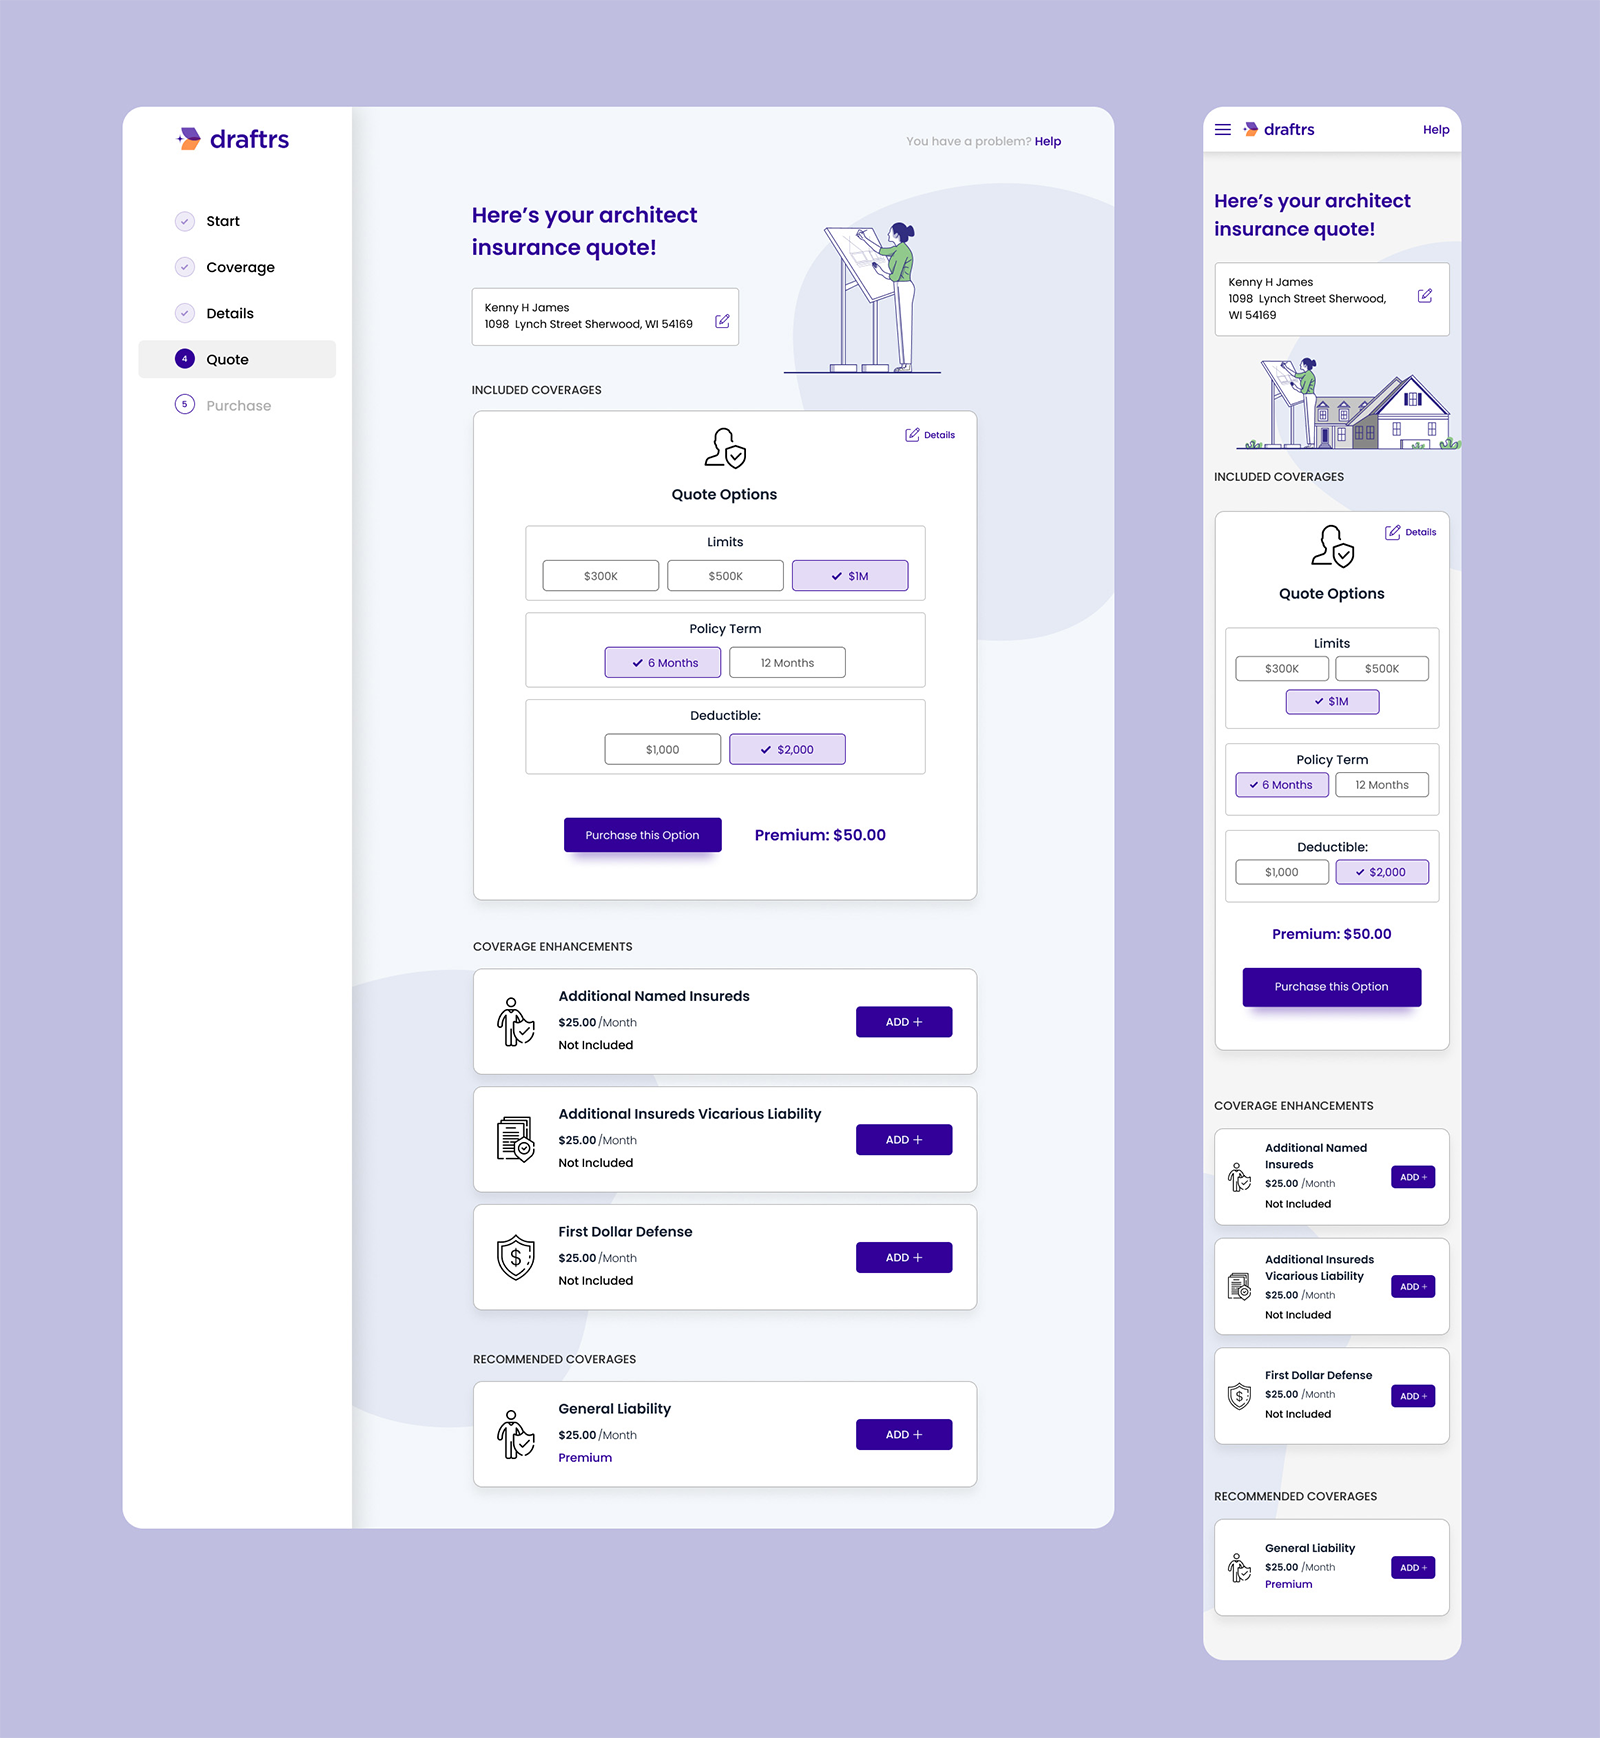 draftrs
You have a problem? Help
Start
Coverage
Details
4
Quote
5
Purchase
Here’s your architect
insurance quote!
Kenny H James
1098 Lynch Street Sherwood, WI 54169
INCLUDED COVERAGES
Details
Quote Options
Limits
$300K
$500K
$1M
Policy Term
6 Months
12 Months
Deductible:
$1,000
$2,000
Purchase this Option
Premium: $50.00
COVERAGE ENHANCEMENTS
Additional Named Insureds
$25.00 /Month
Not Included
ADD +
Additional Insureds Vicarious Liability
$25.00 /Month
Not Included
ADD +
First Dollar Defense
$25.00 /Month
Not Included
ADD +
RECOMMENDED COVERAGES
General Liability
$25.00 /Month
Premium
ADD +
draftrs
Help
Here’s your architect
insurance quote!
Kenny H James
1098 Lynch Street Sherwood,
WI 54169
INCLUDED COVERAGES
Details
Quote Options
Limits
$300K
$500K
$1M
Policy Term
6 Months
12 Months
Deductible:
$1,000
$2,000
Premium: $50.00
Purchase this Option
COVERAGE ENHANCEMENTS
Additional Named
Insureds
$25.00 /Month
Not Included
ADD +
Additional Insureds
Vicarious Liability
$25.00 /Month
Not Included
ADD +
First Dollar Defense
$25.00 /Month
Not Included
ADD +
RECOMMENDED COVERAGES
General Liability
$25.00 /Month
Premium
ADD +